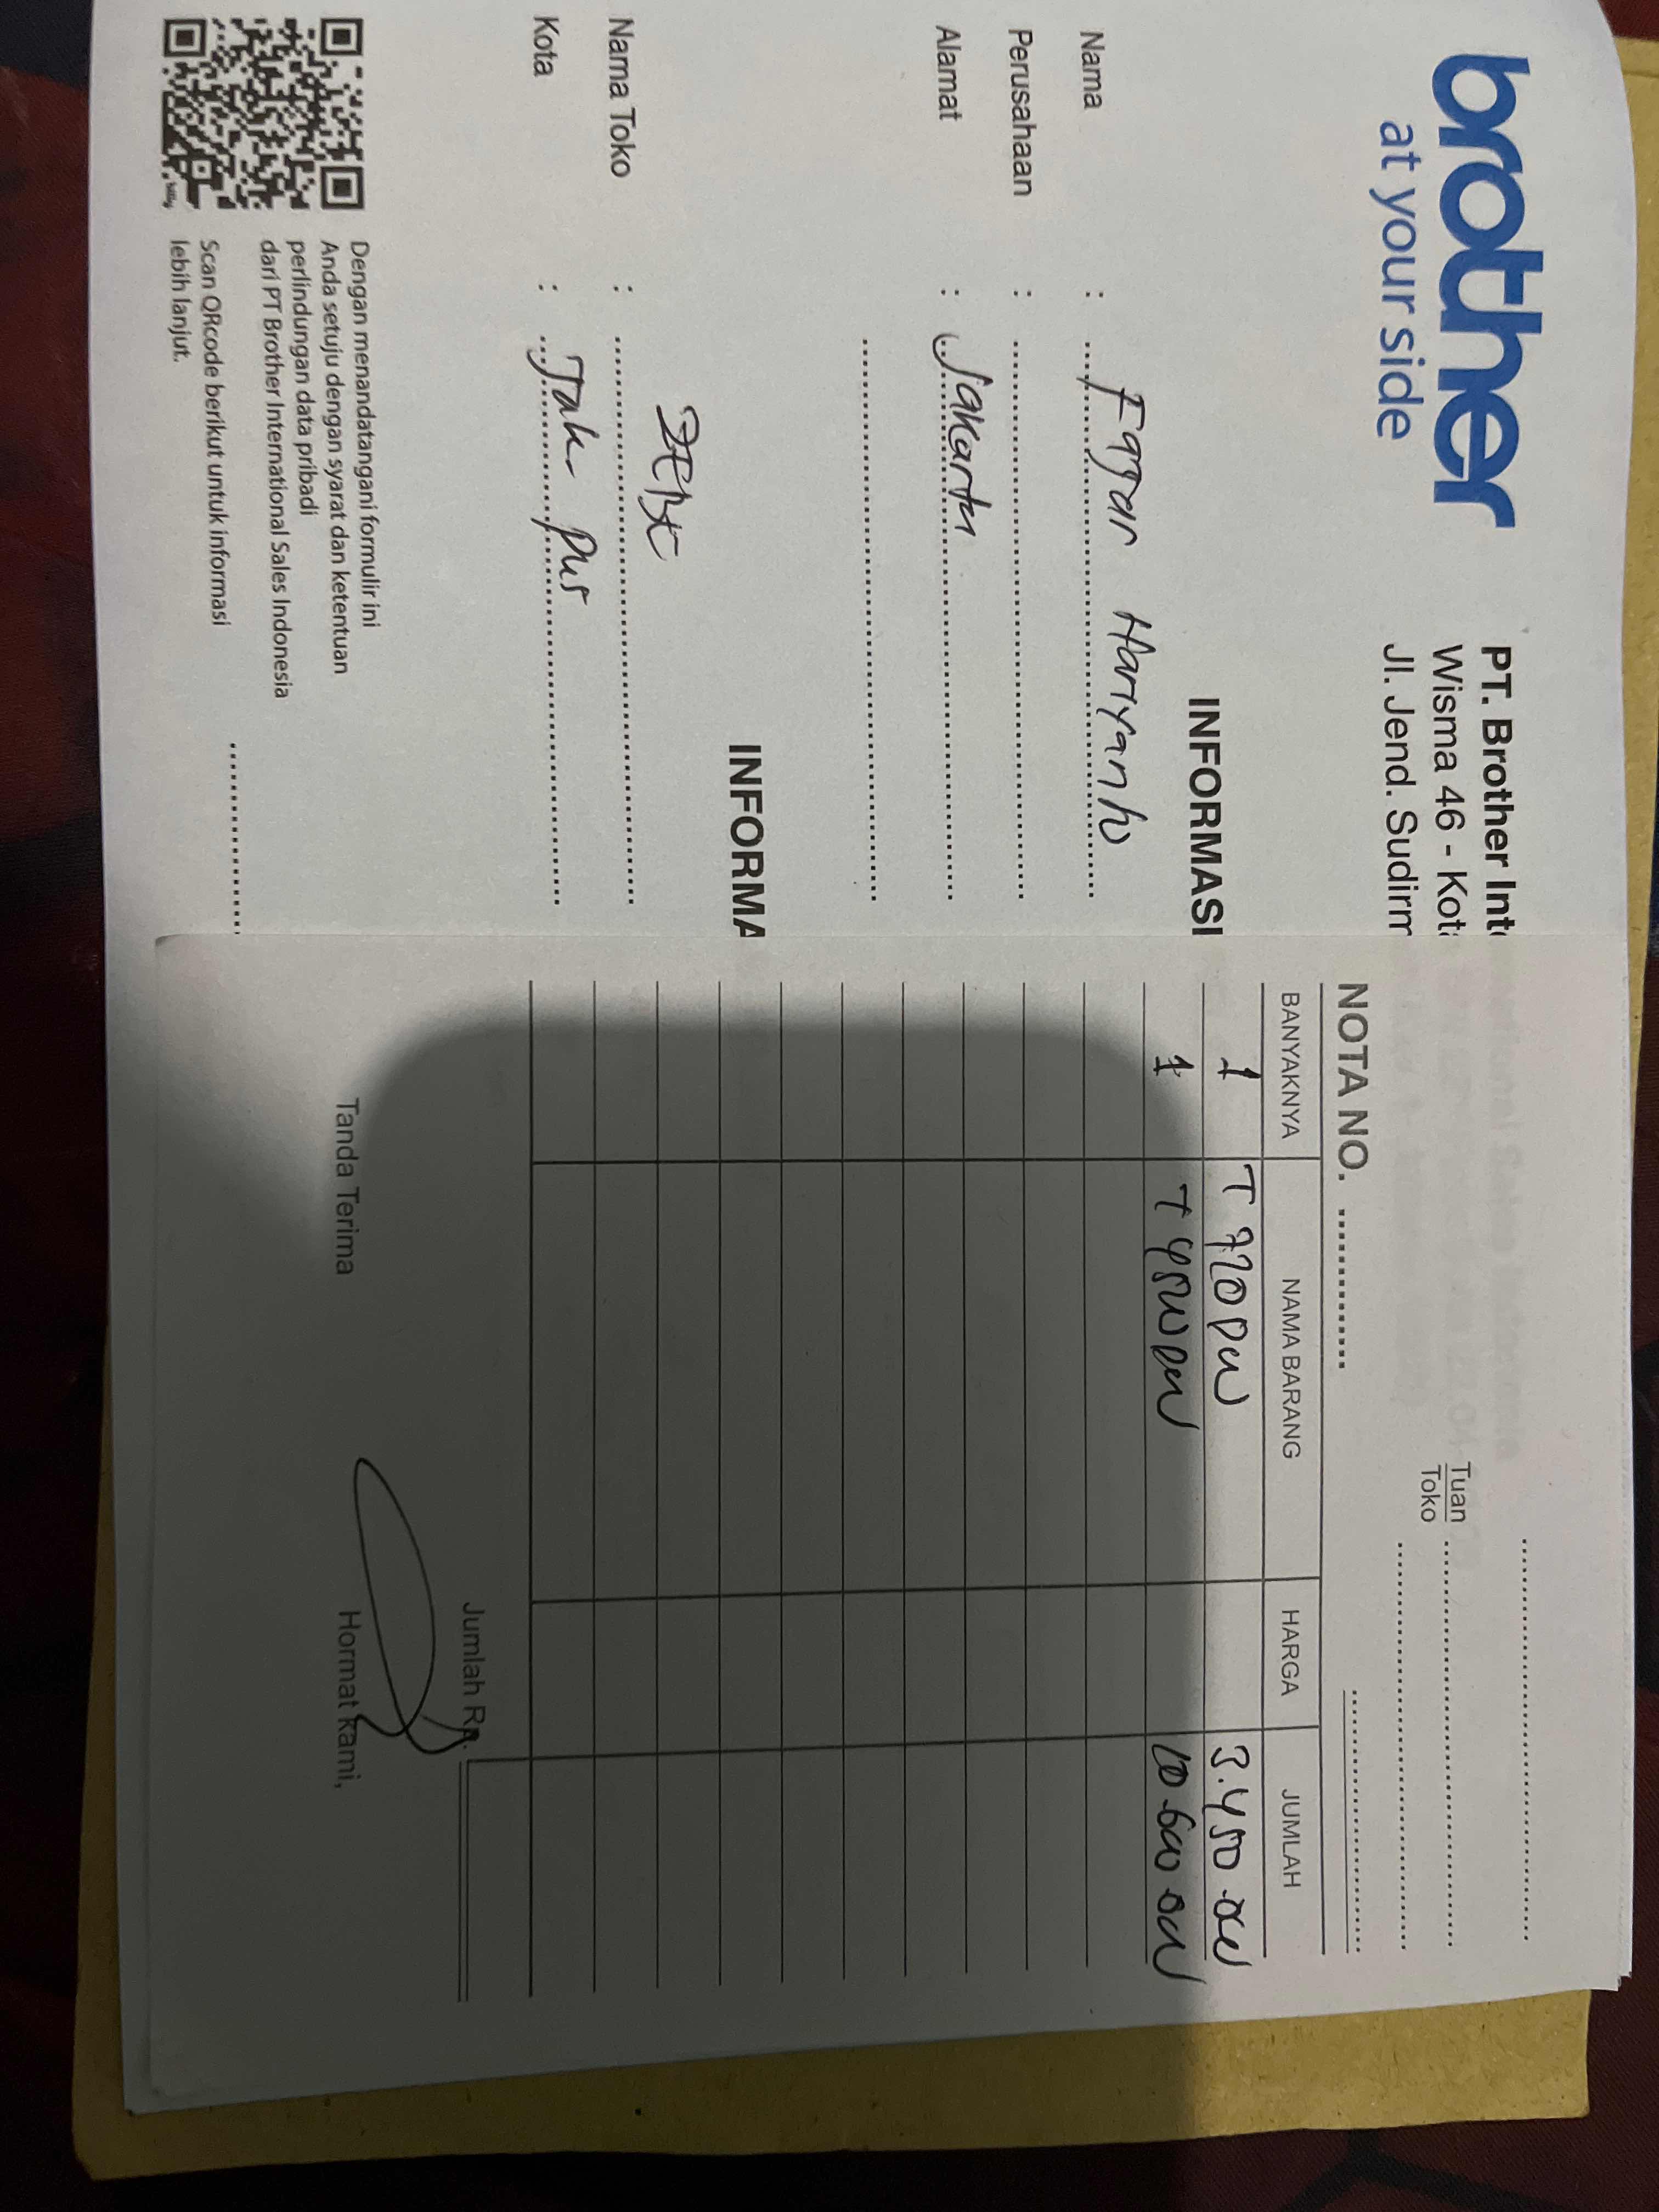 brother
at your side
PT. Brother Int
Wisma 46 - Kot
Jl. Jend. Sudirm
INFORMASI
Nama : Fajar Hariyanto
Perusahaan :
Alamat : Jakarta
INFORMA
Nama Toko :
Kota : Jak Pus
Dengan menandatangani formulir ini
Anda setuju dengan syarat dan ketentuan
perlindungan data pribadi
dari PT Brother International Sales Indonesia
Scan QRcode berikut untuk informasi
lebih lanjut.
Tuan
Toko
NOTA NO.
BANYAKNYA NAMA BARANG HARGA JUMLAH
1 T 720 DW 3.450.000
1 T 4500 DW 10.600.000
Jumlah Rp.
Tanda Terima Hormat kami,